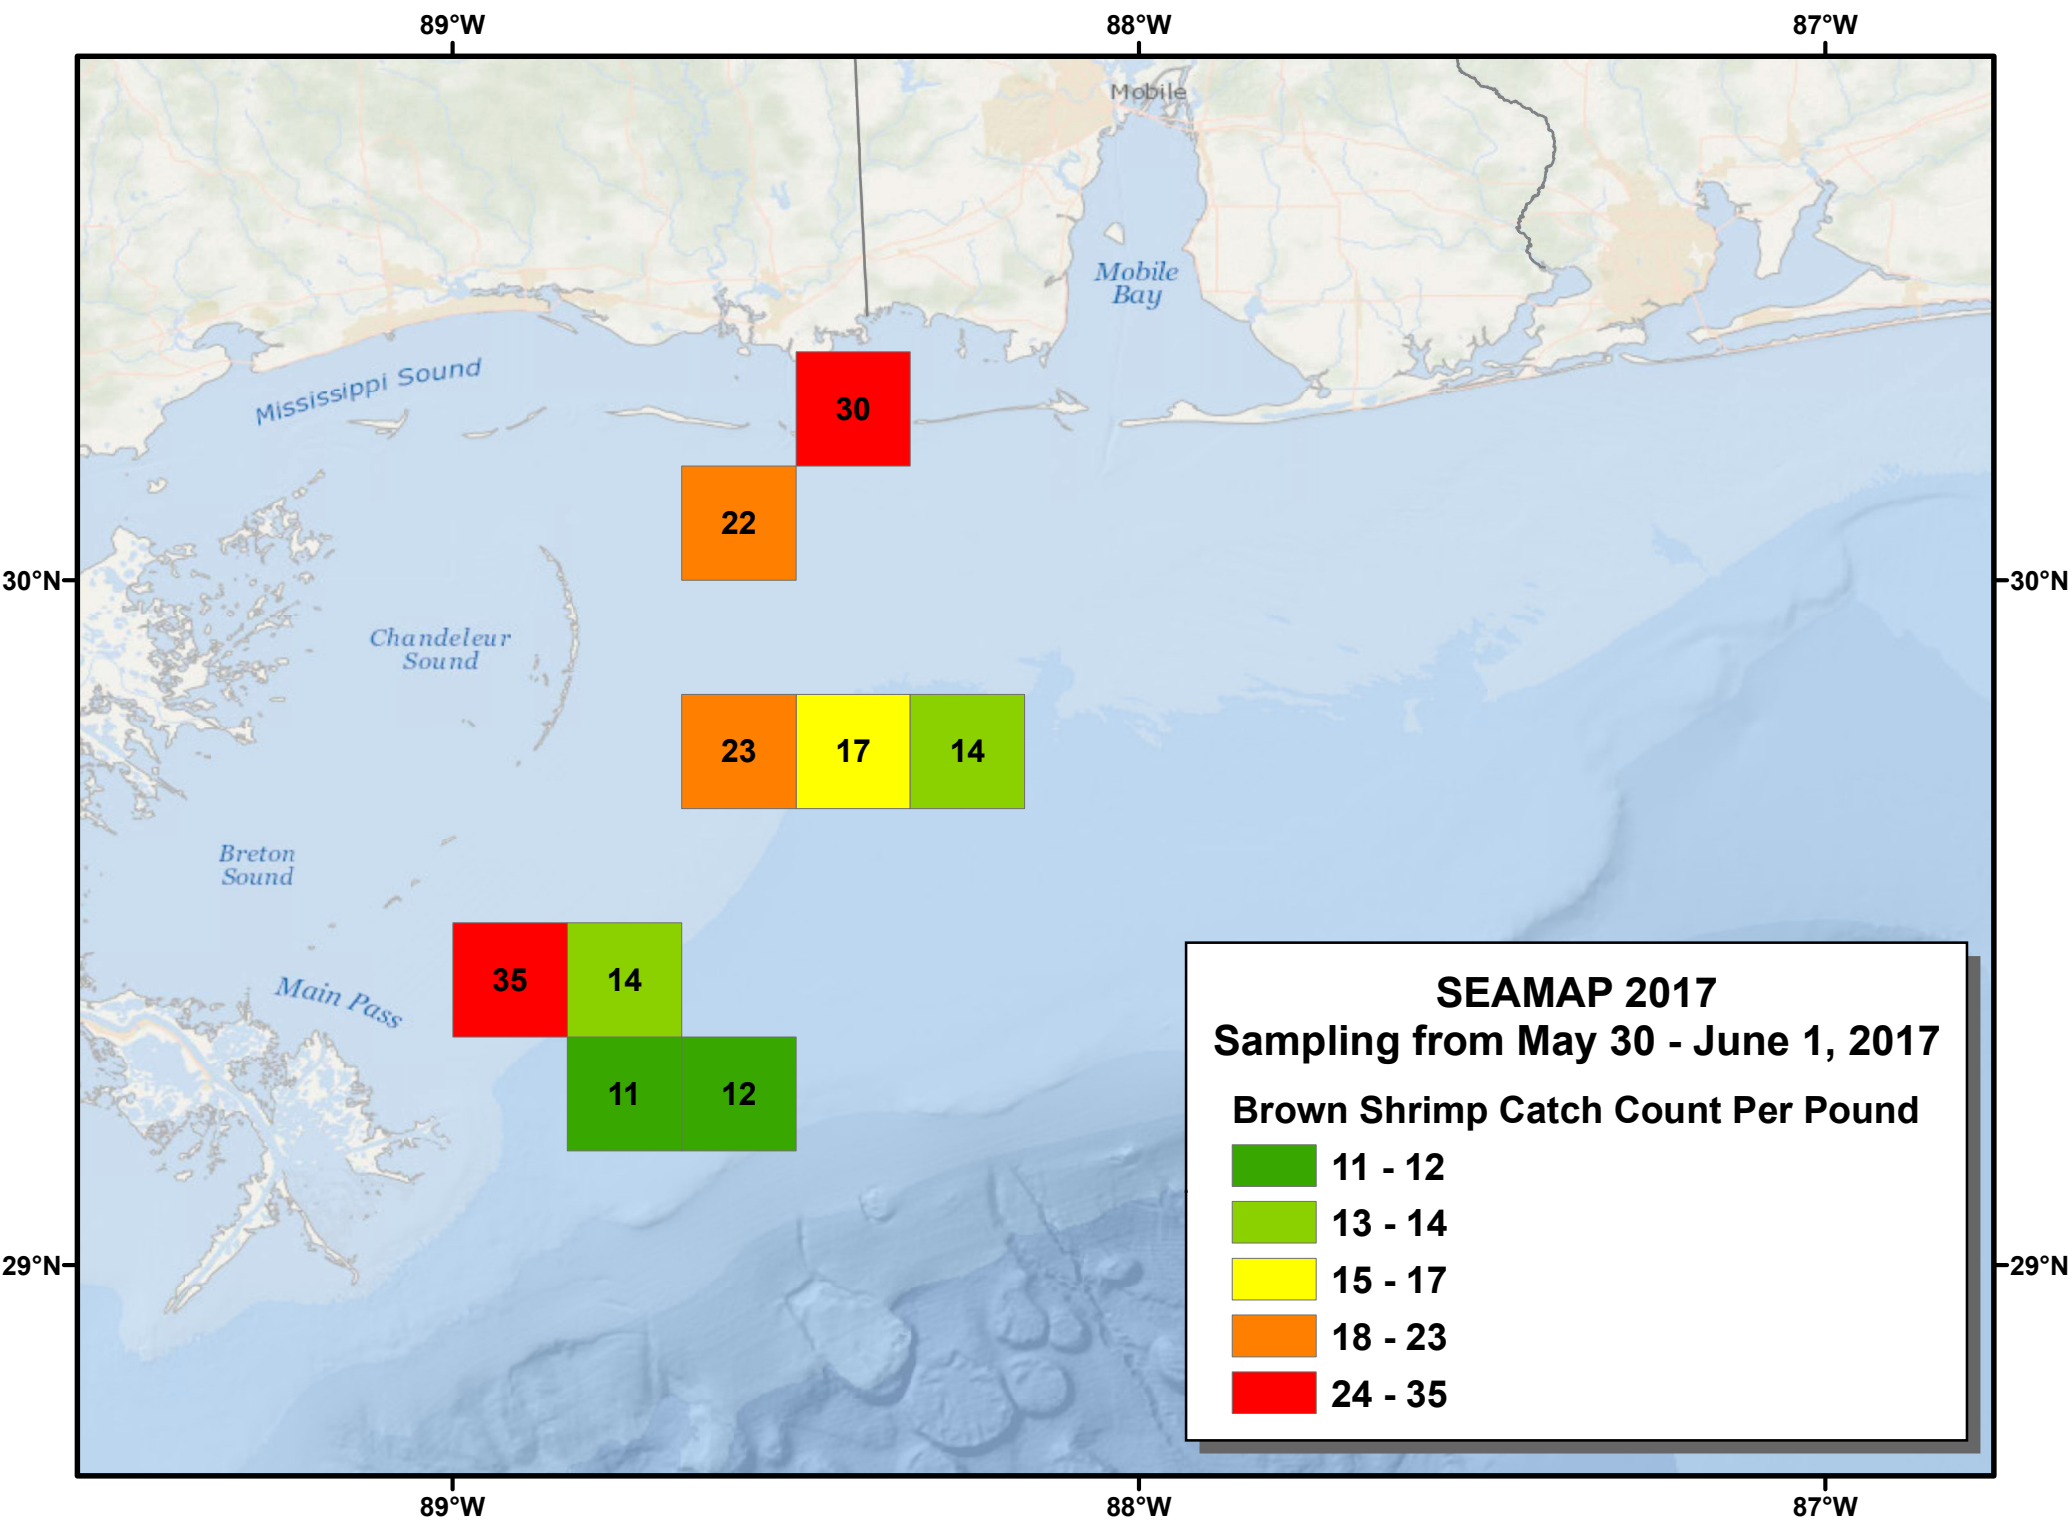 89°W
88°W
87°W
Mobile
Mobile
Bay
Mississippi Sound
30
22
30°N
30°N
Chandeleur
Sound
23
17
14
Breton
Sound
35
14
Main Pass
11
12
SEAMAP 2017
Sampling from May 30 - June 1, 2017
Brown Shrimp Catch Count Per Pound
11 - 12
13 - 14
15 - 17
18 - 23
24 - 35
29°N
29°N
89°W
88°W
87°W